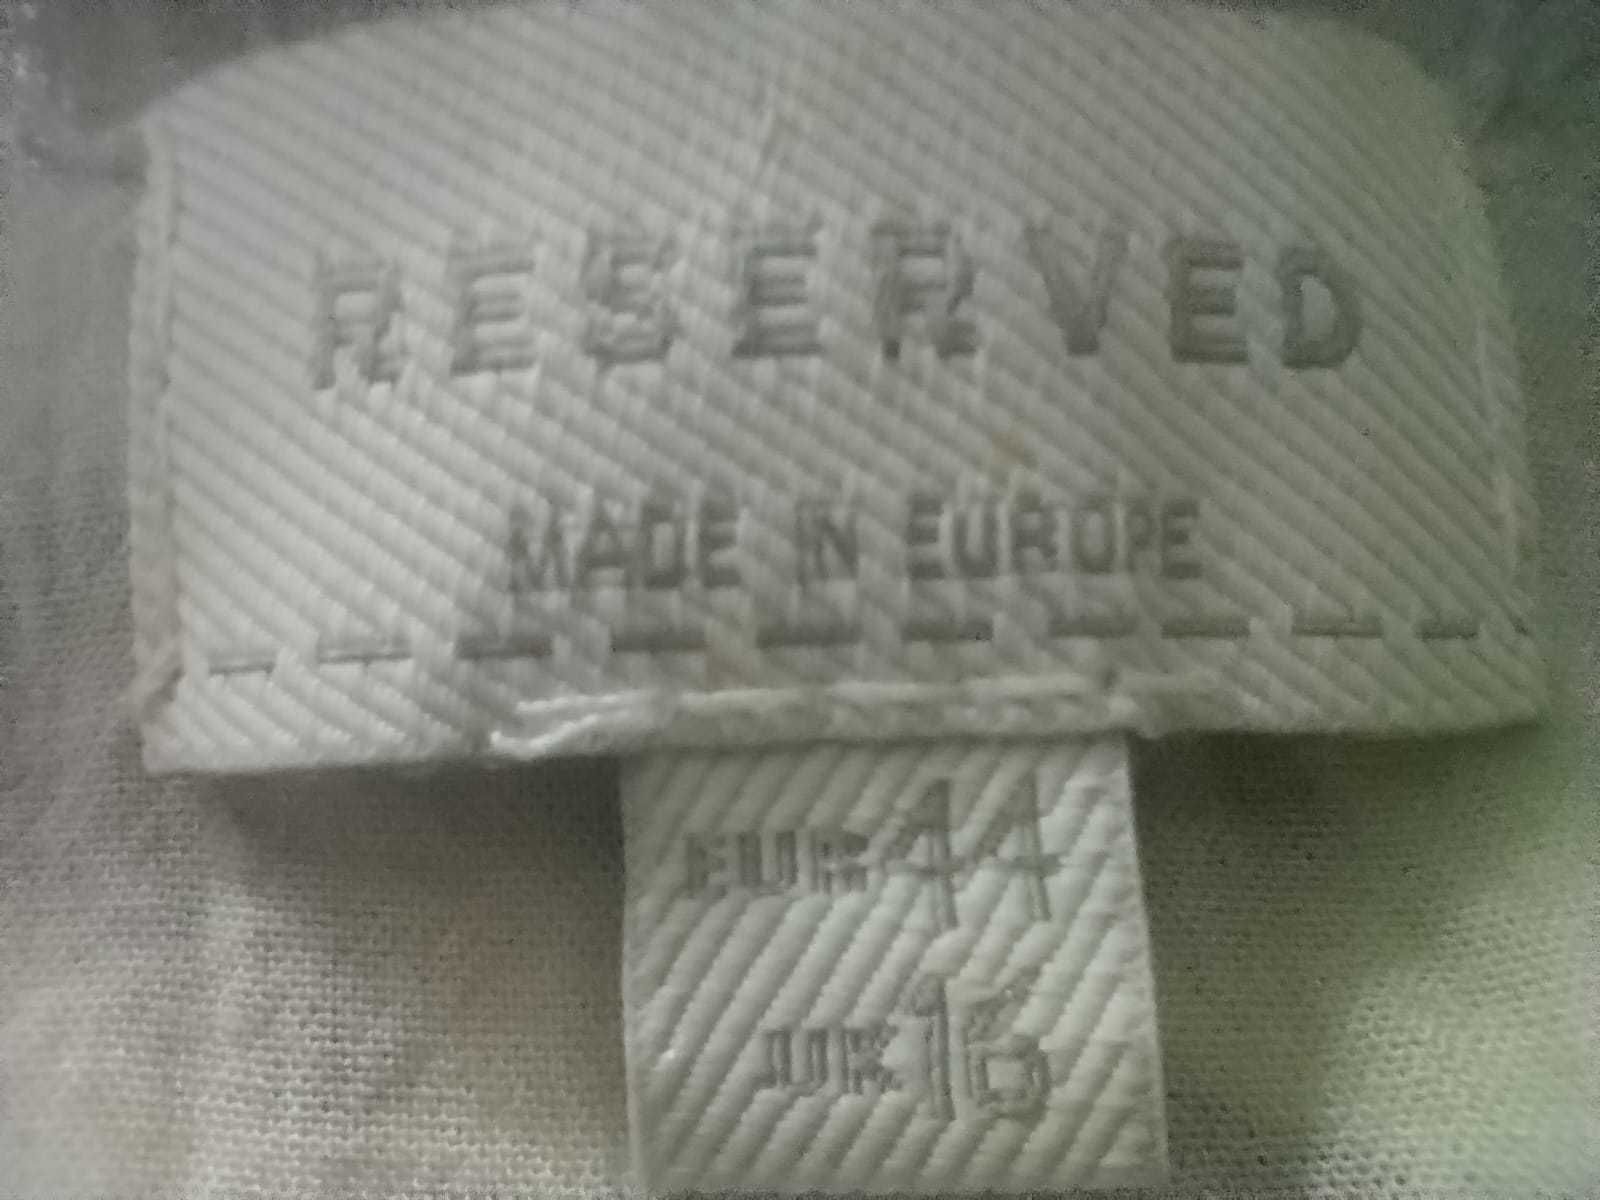 RESERVED
MADE IN EUROPE
EUR 44
UK 16